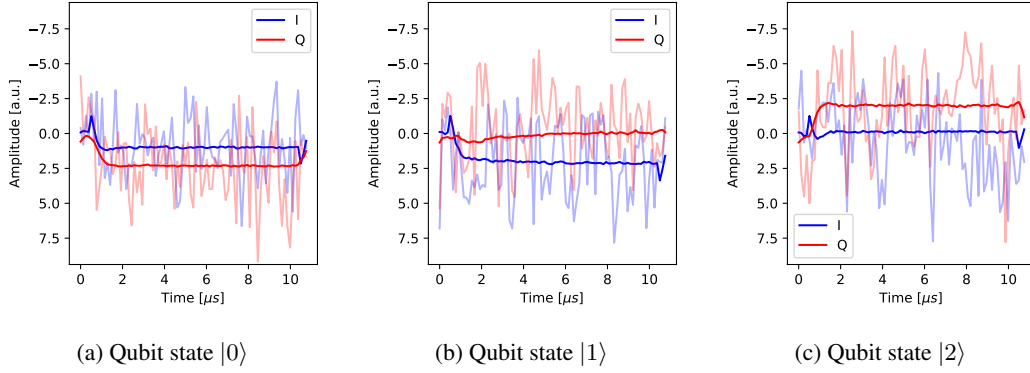 −7.5
−5.0
−2.5
0.0
2.5
5.0
7.5
Amplitude [a.u.]
0 2 4 6 8 10
Time [μs]
I
Q
(a) Qubit state |0⟩
−7.5
−5.0
−2.5
0.0
2.5
5.0
7.5
Amplitude [a.u.]
0 2 4 6 8 10
Time [μs]
I
Q
(b) Qubit state |1⟩
−7.5
−5.0
−2.5
0.0
2.5
5.0
7.5
Amplitude [a.u.]
0 2 4 6 8 10
Time [μs]
I
Q
(c) Qubit state |2⟩